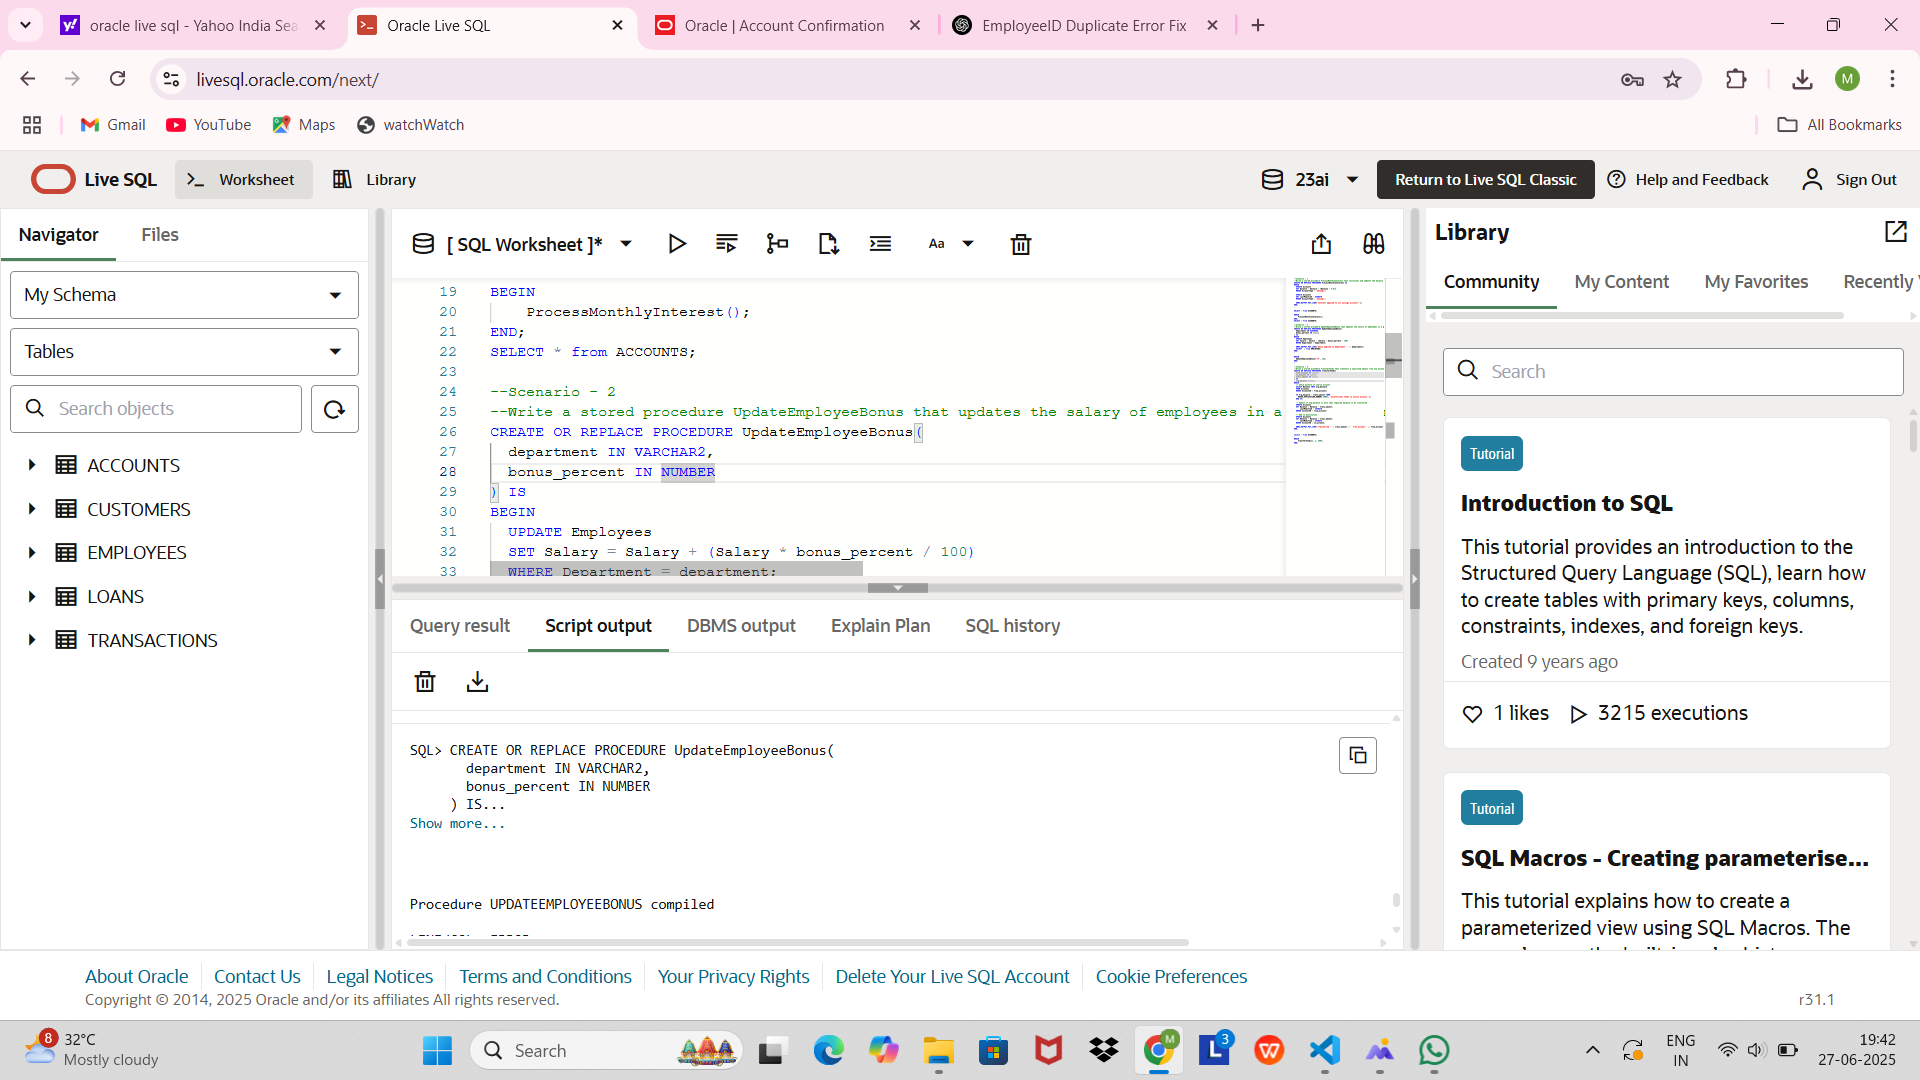 oracle live sql - Yahoo India Sea
Oracle Live SQL
Oracle | Account Confirmation
EmployeeID Duplicate Error Fix
livesql.oracle.com/next/
M
Gmail
YouTube
Maps
watchWatch
All Bookmarks
Live SQL
Worksheet
Library
23ai
Return to Live SQL Classic
Help and Feedback
Sign Out
Navigator
Files
My Schema
Tables
Search objects
ACCOUNTS
CUSTOMERS
EMPLOYEES
LOANS
TRANSACTIONS
[ SQL Worksheet ]*
Aa
19 BEGIN
20 ProcessMonthlyInterest();
21 END;
22 SELECT * from ACCOUNTS;
23
24 --Scenario - 2
25 --Write a stored procedure UpdateEmployeeBonus that updates the salary of employees in a
26 CREATE OR REPLACE PROCEDURE UpdateEmployeeBonus(
27 department IN VARCHAR2,
28 bonus_percent IN NUMBER
29 ) IS
30 BEGIN
31 UPDATE Employees
32 SET Salary = Salary + (Salary * bonus_percent / 100)
33 WHERE Department = department;
Query result
Script output
DBMS output
Explain Plan
SQL history
SQL> CREATE OR REPLACE PROCEDURE UpdateEmployeeBonus(
department IN VARCHAR2,
bonus_percent IN NUMBER
) IS...
Show more...
Procedure UPDATEEMPLOYEEBONUS compiled
Library
Community
My Content
My Favorites
Recently V
Search
Tutorial
Introduction to SQL
This tutorial provides an introduction to the
Structured Query Language (SQL), learn how
to create tables with primary keys, columns,
constraints, indexes, and foreign keys.
Created 9 years ago
1 likes
3215 executions
Tutorial
SQL Macros - Creating parameterise...
This tutorial explains how to create a
parameterized view using SQL Macros. The
About Oracle
Contact Us
Legal Notices
Terms and Conditions
Your Privacy Rights
Delete Your Live SQL Account
Cookie Preferences
Copyright © 2014, 2025 Oracle and/or its affiliates All rights reserved.
r31.1
8
32°C
Mostly cloudy
Search
M
3
ENG
IN
19:42
27-06-2025